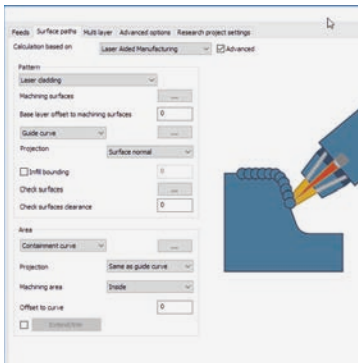 Feeds Surface paths Multi layer Advanced options Research project settings
Calculation based on Laser Aided Manufacturing Advanced
Pattern
Laser cladding
Machining surfaces ...
Base layer offset to machining surfaces 0
Guide curve ...
Projection Surface normal
Infill bounding 0
Check surfaces ...
Check surfaces clearance 0
Area
Containment curve ...
Projection Same as guide curve
Machining area Inside
Offset to curve 0
Extend/trim